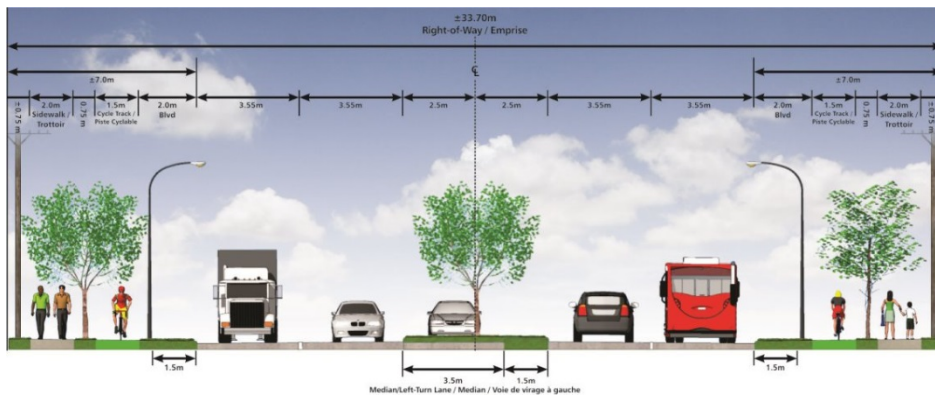 ±33.70m
Right-of-Way / Emprise
±7.0m
±7.0m
℄
±0.75 m
2.0m
Sidewalk /
Trottoir
0.75 m
1.5m
Cycle Track /
Piste Cyclable
2.0m
Blvd
3.55m
3.55m
2.5m
2.5m
3.55m
3.55m
2.0m
Blvd
1.5m
Cycle Track /
Piste Cyclable
0.75 m
2.0m
Sidewalk /
Trottoir
±0.75 m
1.5m
3.5m
1.5m
1.5m
Median/Left-Turn Lane / Median / Voie de virage à gauche